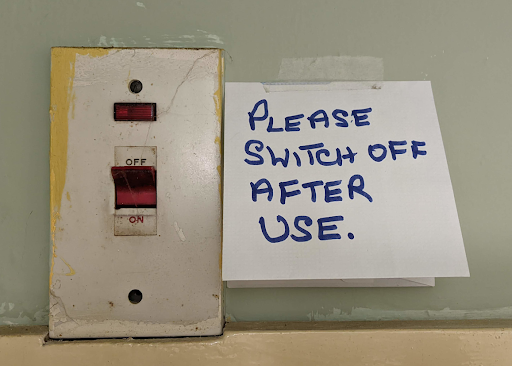 OFF
ON
PLEASE
SWITCH OFF
AFTER
USE.